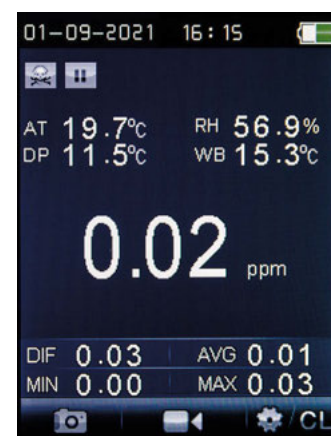 01-09-2021 16:15
AT 19.7°C RH 56.9%
DP 11.5°C WB 15.3°C
0.02 ppm
DIF 0.03 AVG 0.01
MIN 0.00 MAX 0.03
CL